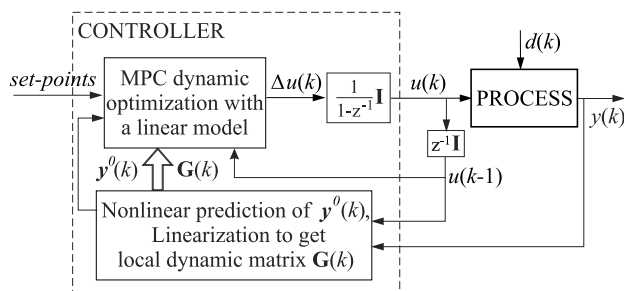 CONTROLLER
d(k)
set-points
MPC dynamic
optimization with
a linear model
Δu(k)
1
1-z⁻¹ I
u(k)
PROCESS
y(k)
z⁻¹I
y⁰(k)
G(k)
u(k-1)
Nonlinear prediction of y⁰(k),
Linearization to get
local dynamic matrix G(k)